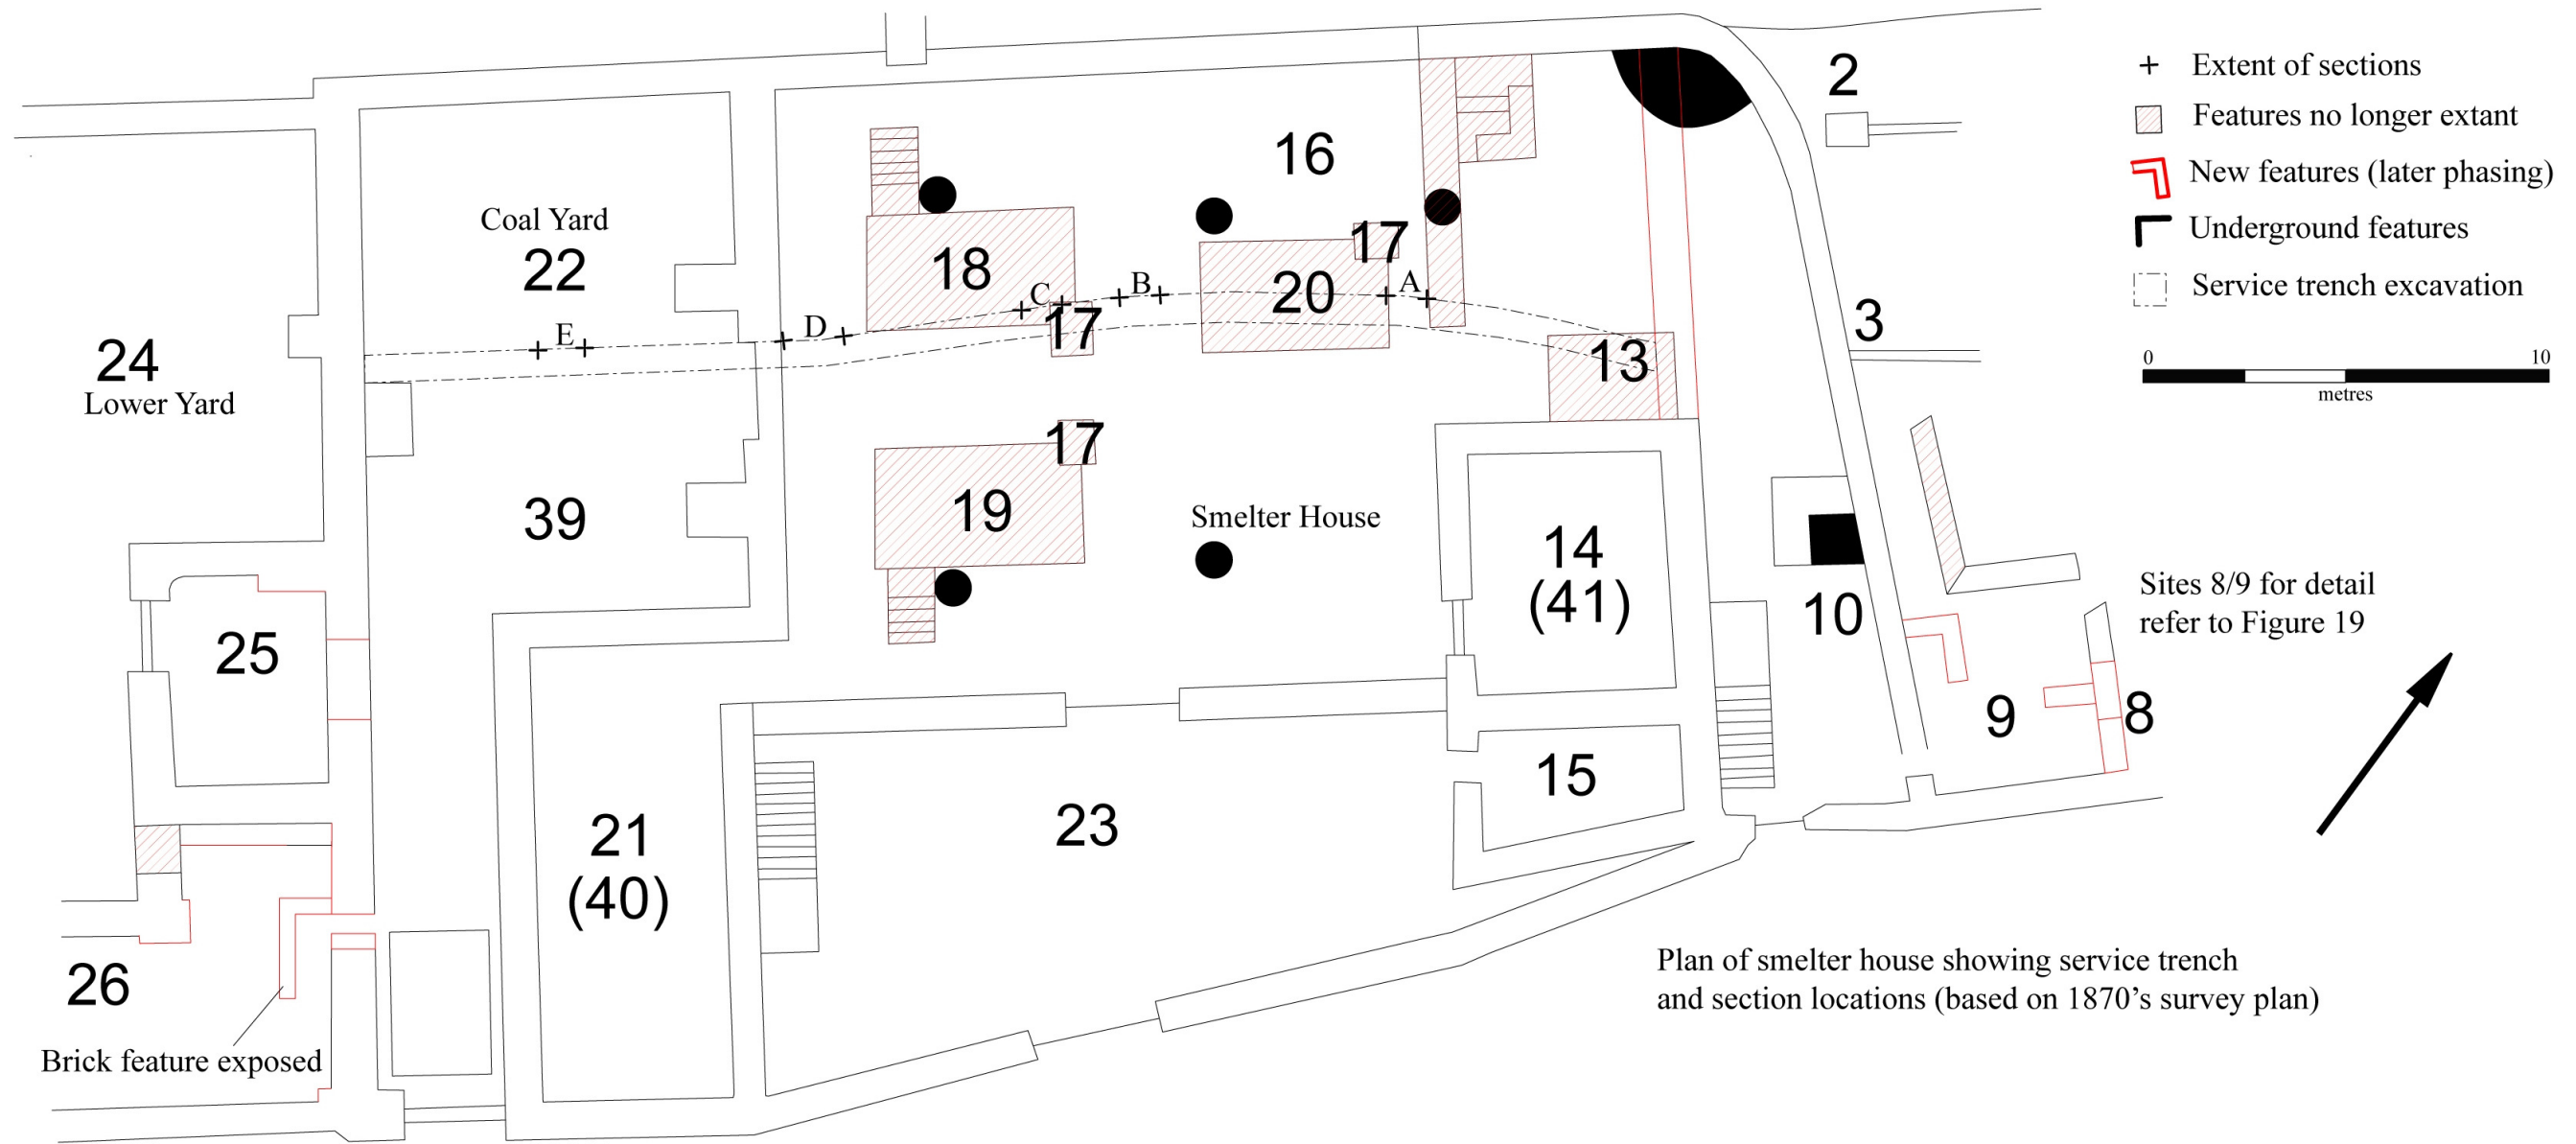 2
Extent of sections
Features no longer extant
New features (later phasing)
Underground features
Service trench excavation
0 10
metres
16
Coal Yard
22
18
17
20
A
B
C
17
D
E
3
13
24
Lower Yard
17
19
39
Smelter House
14
(41)
10
Sites 8/9 for detail
refer to Figure 19
25
9
8
15
21
(40)
23
26
Brick feature exposed
Plan of smelter house showing service trench
and section locations (based on 1870’s survey plan)